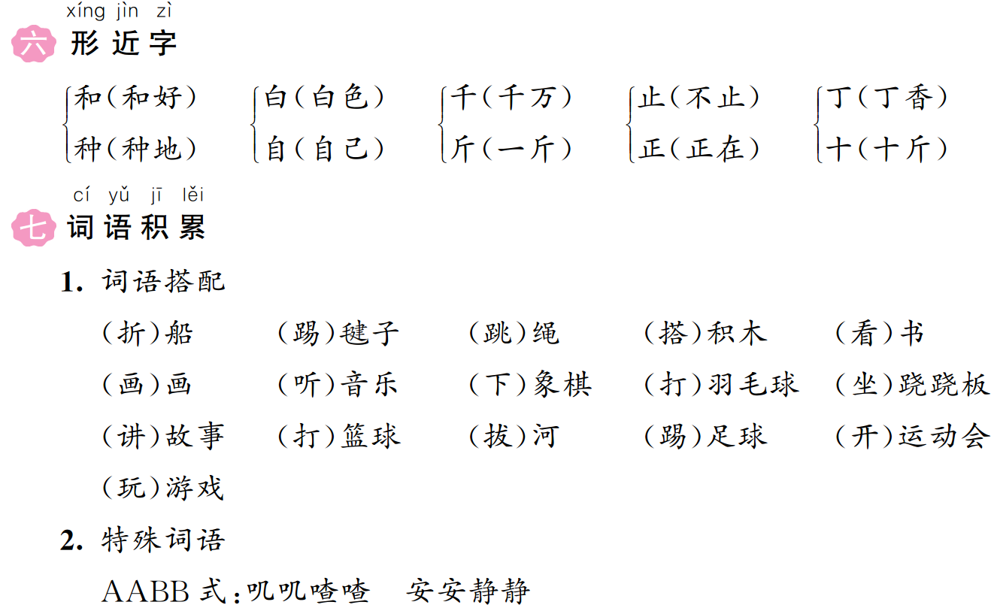 xíng jìn zì
六 形近字
和(和好) 白(白色) 千(千万) 止(不止) 丁(丁香)
种(种地) 自(自己) 斤(一斤) 正(正在) 十(十斤)
cí yǔ jī lěi
七 词语积累
1. 词语搭配
(折)船 (踢)毽子 (跳)绳 (搭)积木 (看)书
(画)画 (听)音乐 (下)象棋 (打)羽毛球 (坐)跷跷板
(讲)故事 (打)篮球 (拔)河 (踢)足球 (开)运动会
(玩)游戏
2. 特殊词语
AABB式:叽叽喳喳 安安静静